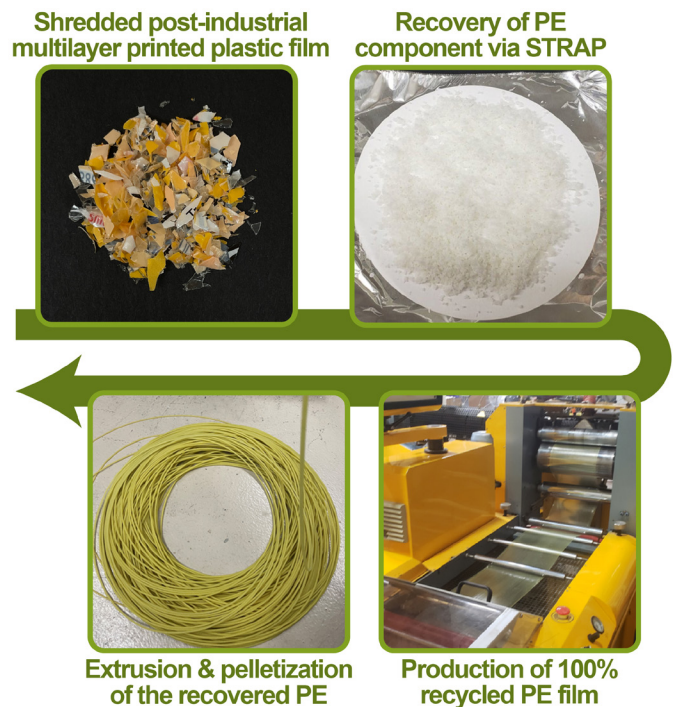 Shredded post-industrial
multilayer printed plastic film
Recovery of PE
component via STRAP
Extrusion & pelletization
of the recovered PE
Production of 100%
recycled PE film